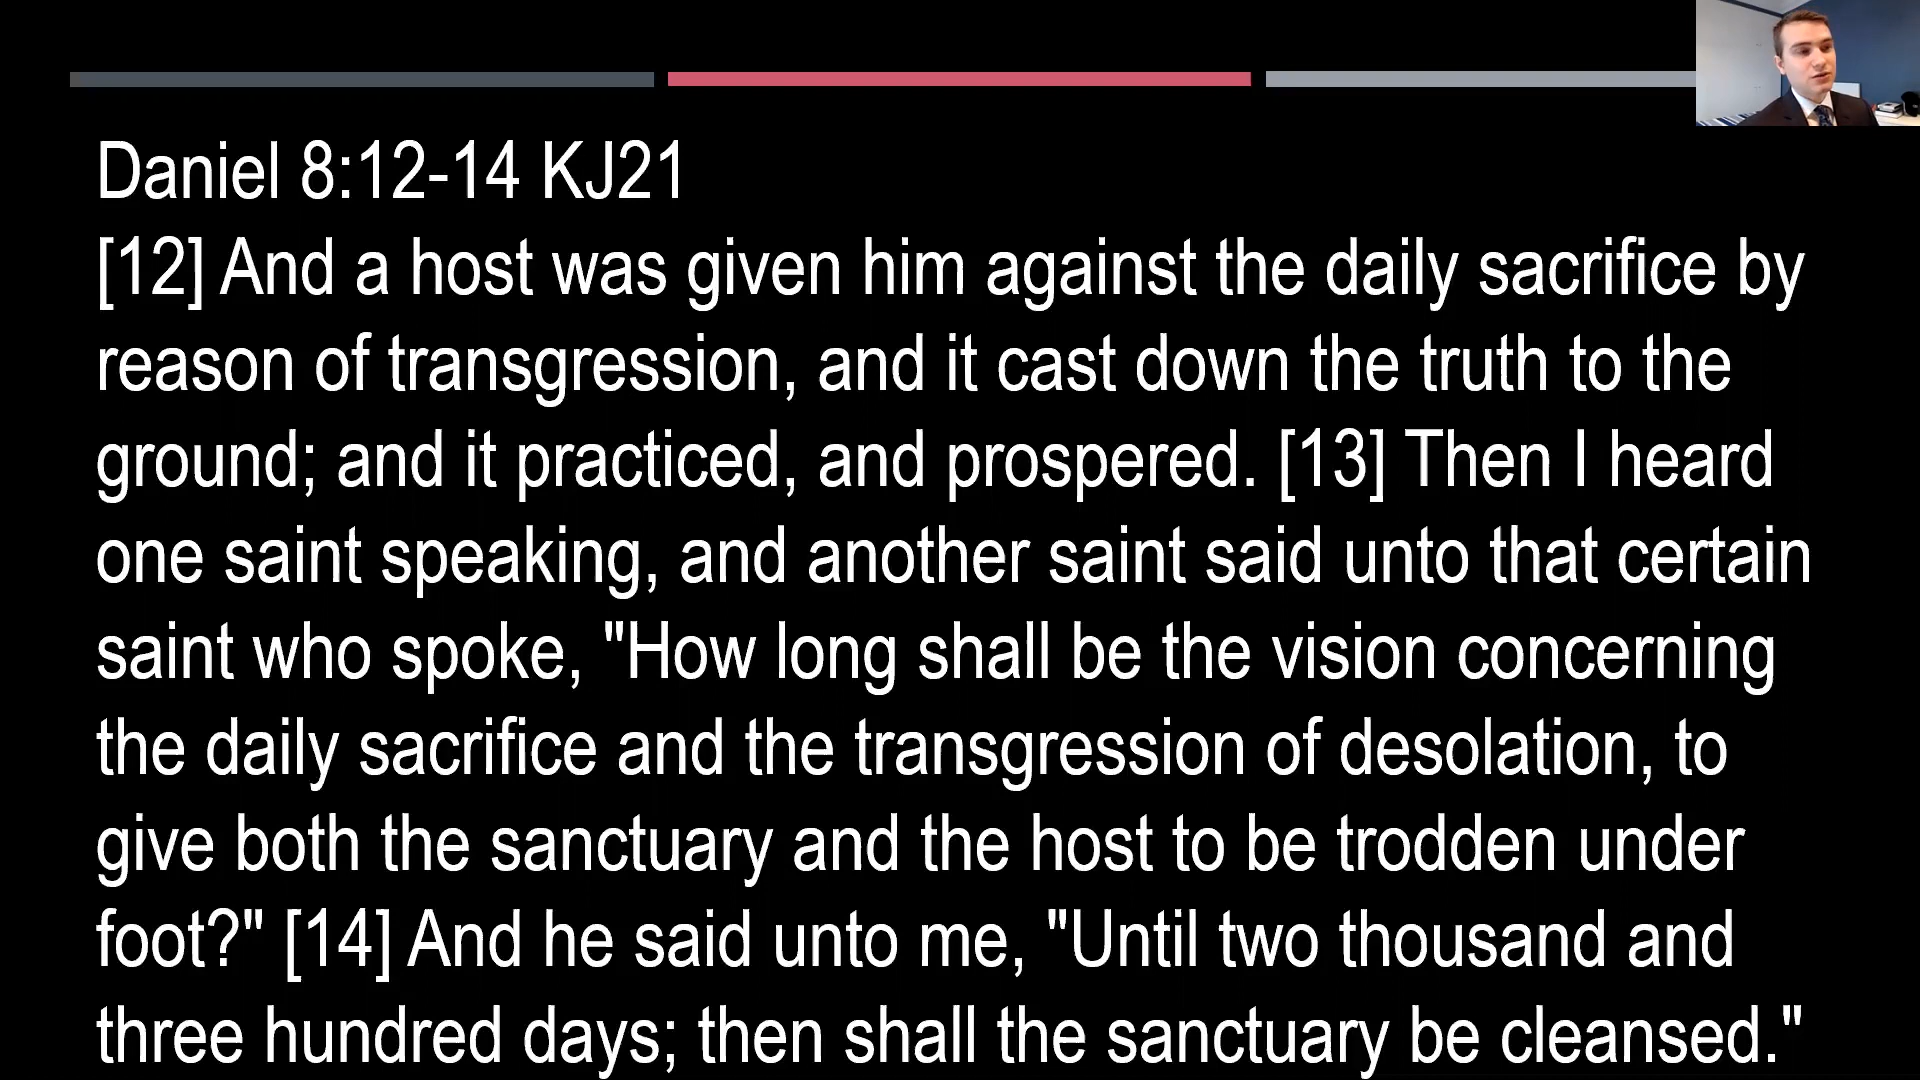 Daniel 8:12-14 KJ21
[12] And a host was given him against the daily sacrifice by
reason of transgression, and it cast down the truth to the
ground; and it practiced, and prospered. [13] Then I heard
one saint speaking, and another saint said unto that certain
saint who spoke, "How long shall be the vision concerning
the daily sacrifice and the transgression of desolation, to
give both the sanctuary and the host to be trodden under
foot?" [14] And he said unto me, "Until two thousand and
three hundred days; then shall the sanctuary be cleansed."